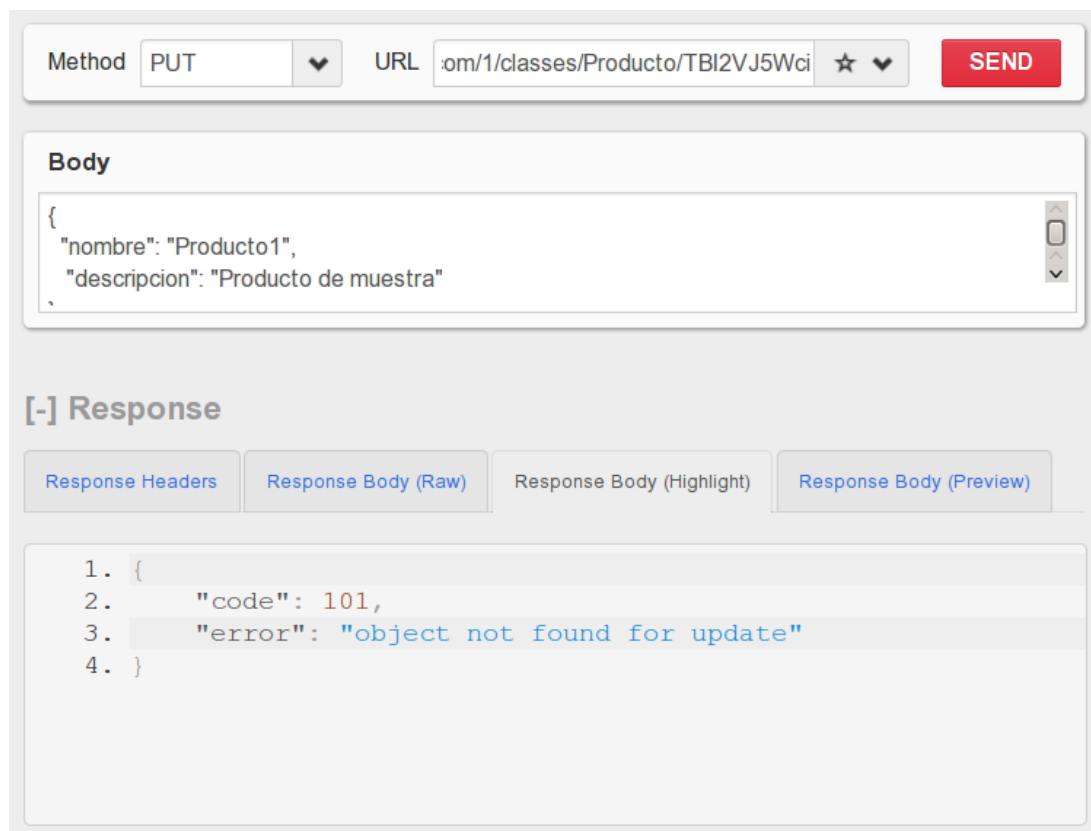 Method PUT URL com/1/classes/Producto/TBI2VJ5Wci SEND
Body
{
"nombre": "Producto1",
"descripcion": "Producto de muestra"
[-] Response
Response Headers Response Body (Raw) Response Body (Highlight) Response Body (Preview)
1. {
2. "code": 101,
3. "error": "object not found for update"
4. }